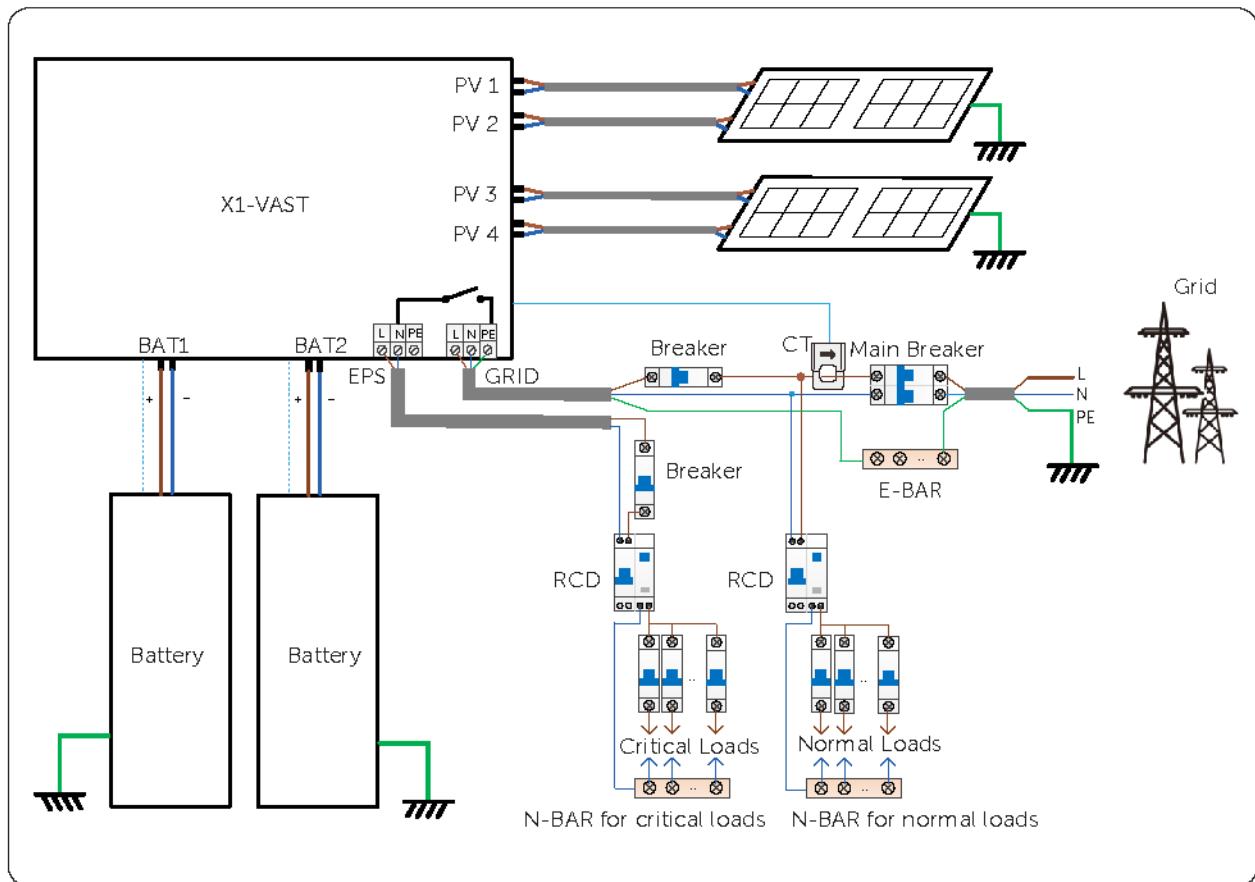 PV 1
PV 2
X1-VAST
PV 3
PV 4
Grid
L N PE
L N PE
BAT1
BAT2
EPS
GRID
Breaker
CT
Main Breaker
L
N
PE
+ −
+ −
Breaker
E-BAR
RCD
RCD
Battery
Battery
..
..
Critical Loads
Normal Loads
N-BAR for critical loads
N-BAR for normal loads